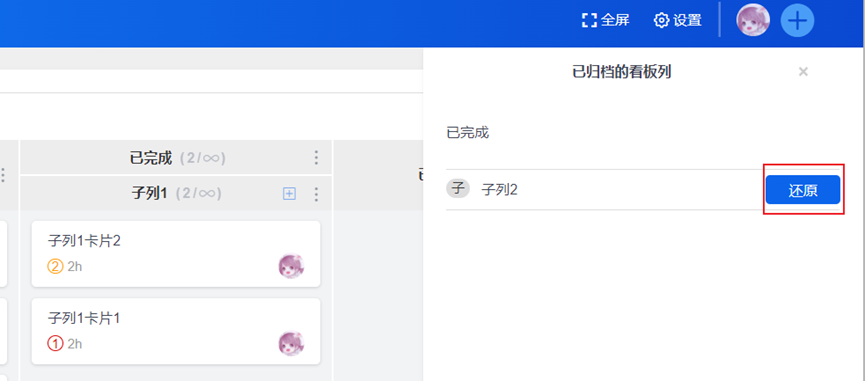 全屏 设置
已归档的看板列 ×
已完成
子 子列2 还原
已完成 (2/∞)
子列1 (2/∞)
子列1卡片2
② 2h
子列1卡片1
① 2h